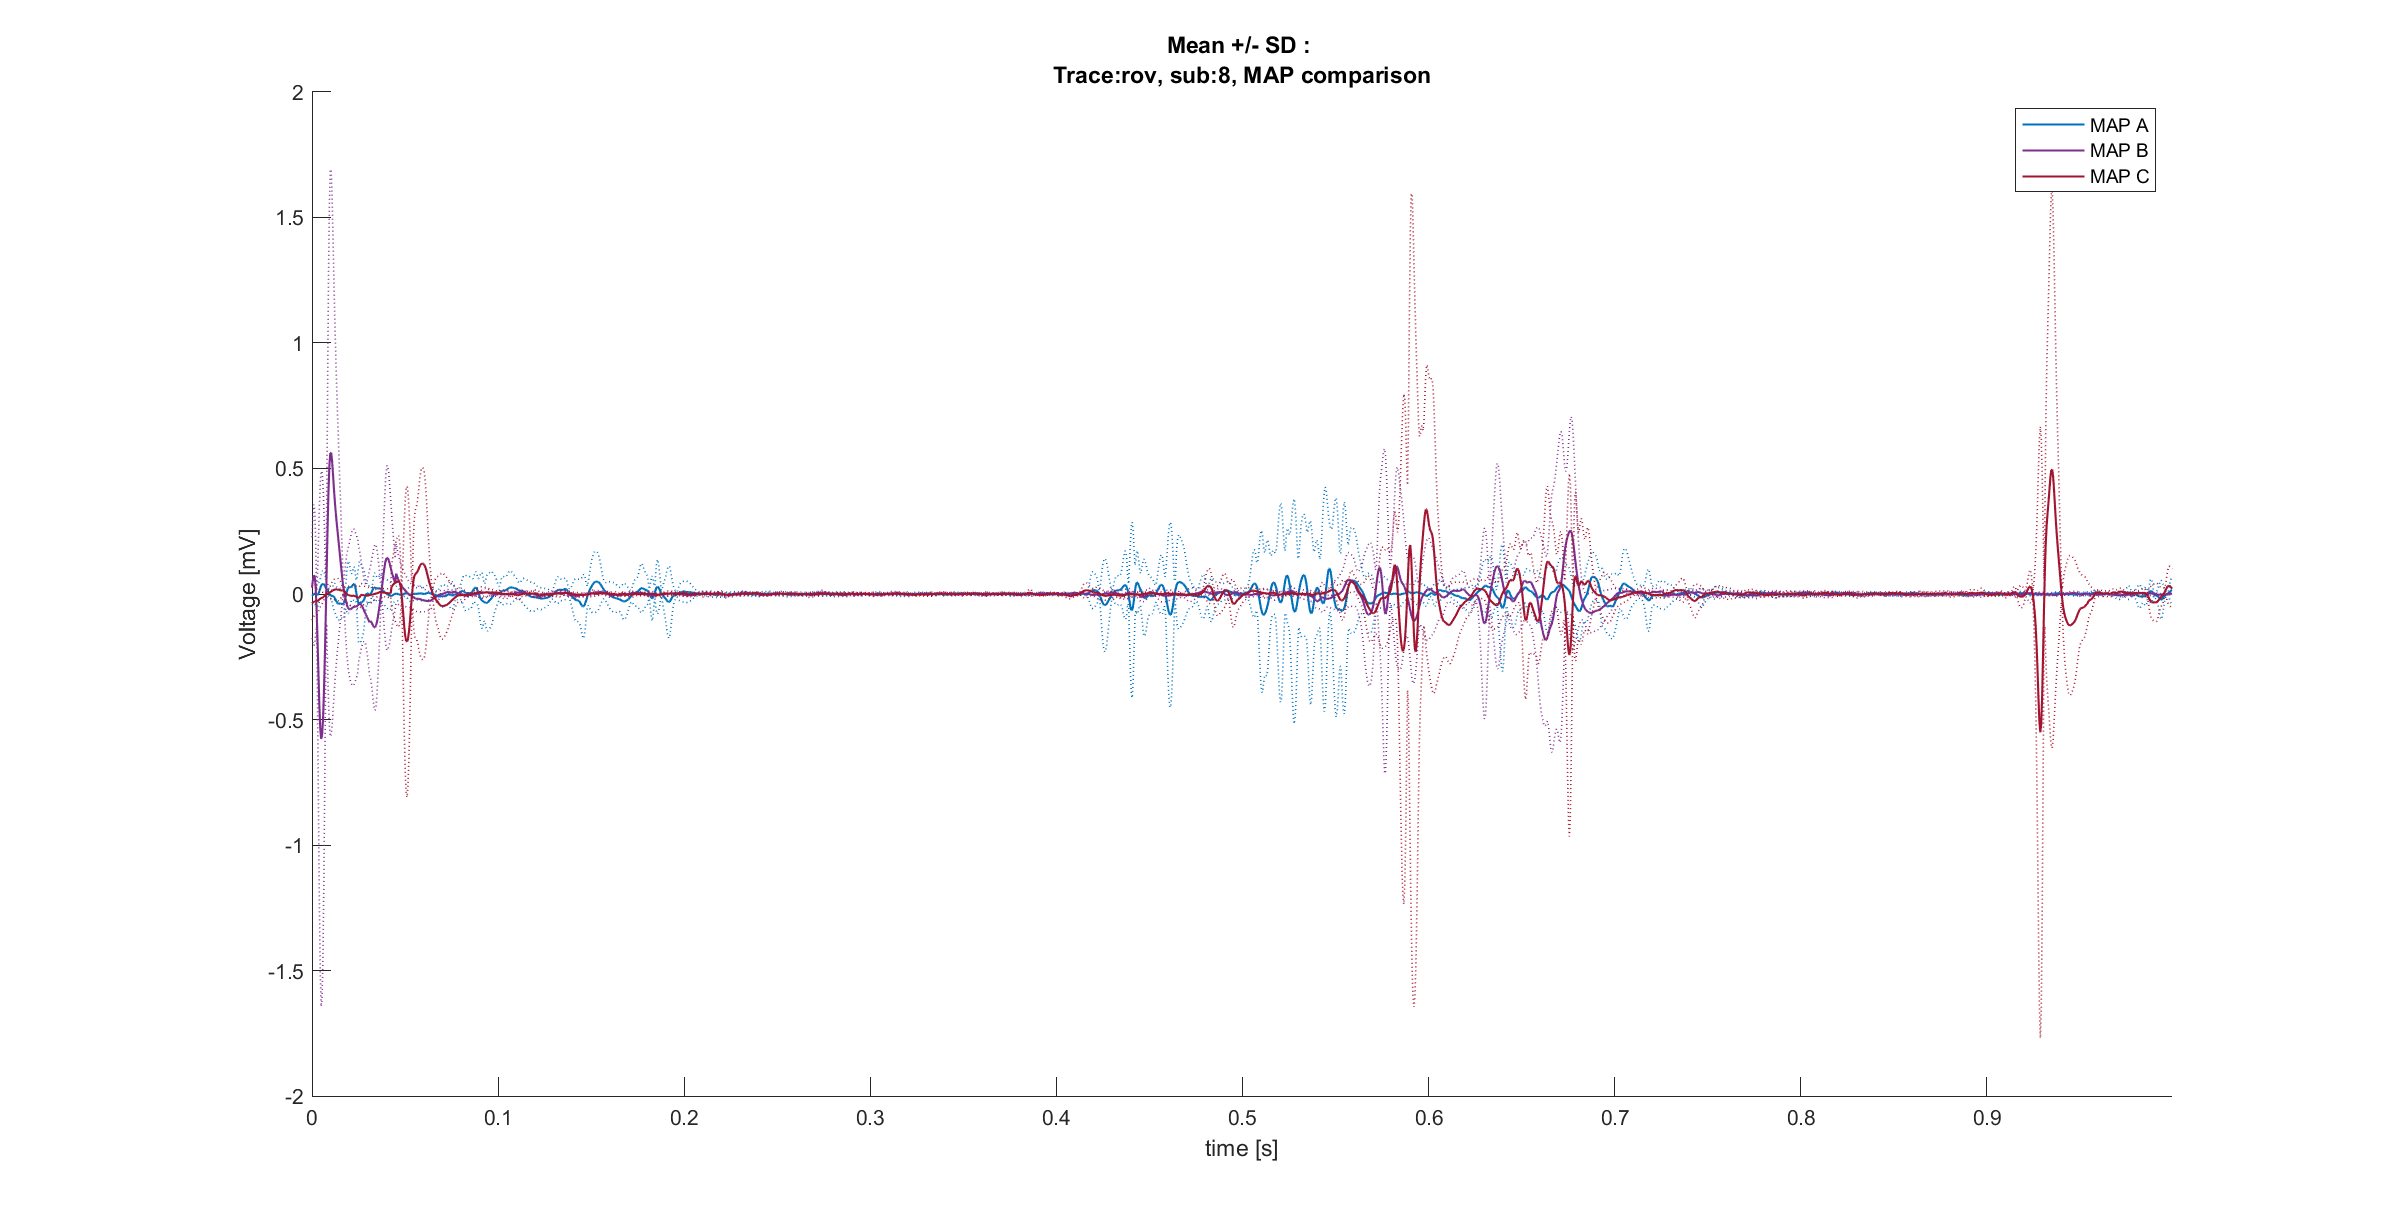 Mean +/- SD :
Trace:rov, sub:8, MAP comparison
MAP A
MAP B
MAP C
Voltage [mV]
2
1.5
1
0.5
0
-0.5
-1
-1.5
-2
0 0.1 0.2 0.3 0.4 0.5 0.6 0.7 0.8 0.9
time [s]